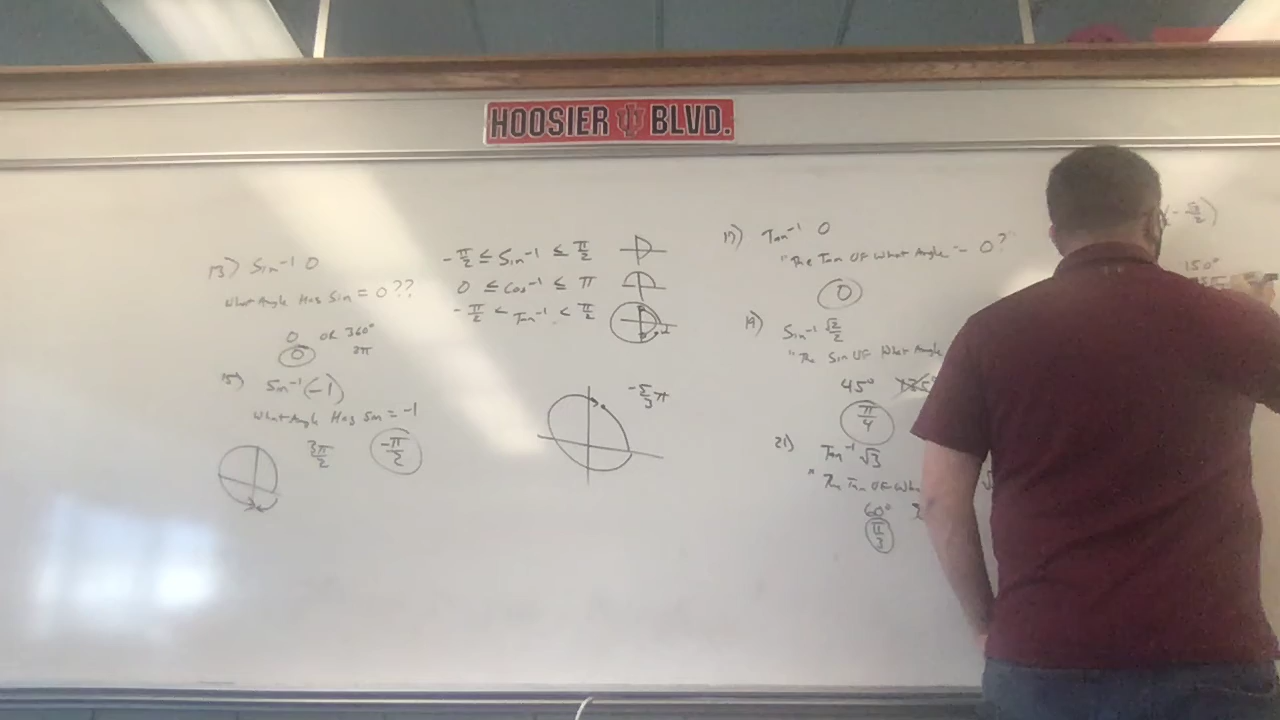 HOOSIER BLVD.
13) Sin⁻¹ 0
What Angle Has Sin = 0??
0 OR 360°
0 2π
15) Sin⁻¹(-1)
What Angle Has Sin = -1
3π/2 -π/2
-π/2 ≤ Sin⁻¹ ≤ π/2
0 ≤ Cos⁻¹ ≤ π
-π/2 < Tan⁻¹ < π/2
-5/3 π
17) Tan⁻¹ 0
"The Tan OF What Angle = 0?"
0
19) Sin⁻¹ √2/2
"The Sin OF What Angle
45°
π/4
21) Tan⁻¹ √3
"The Tan OF
60°
π/3
150°